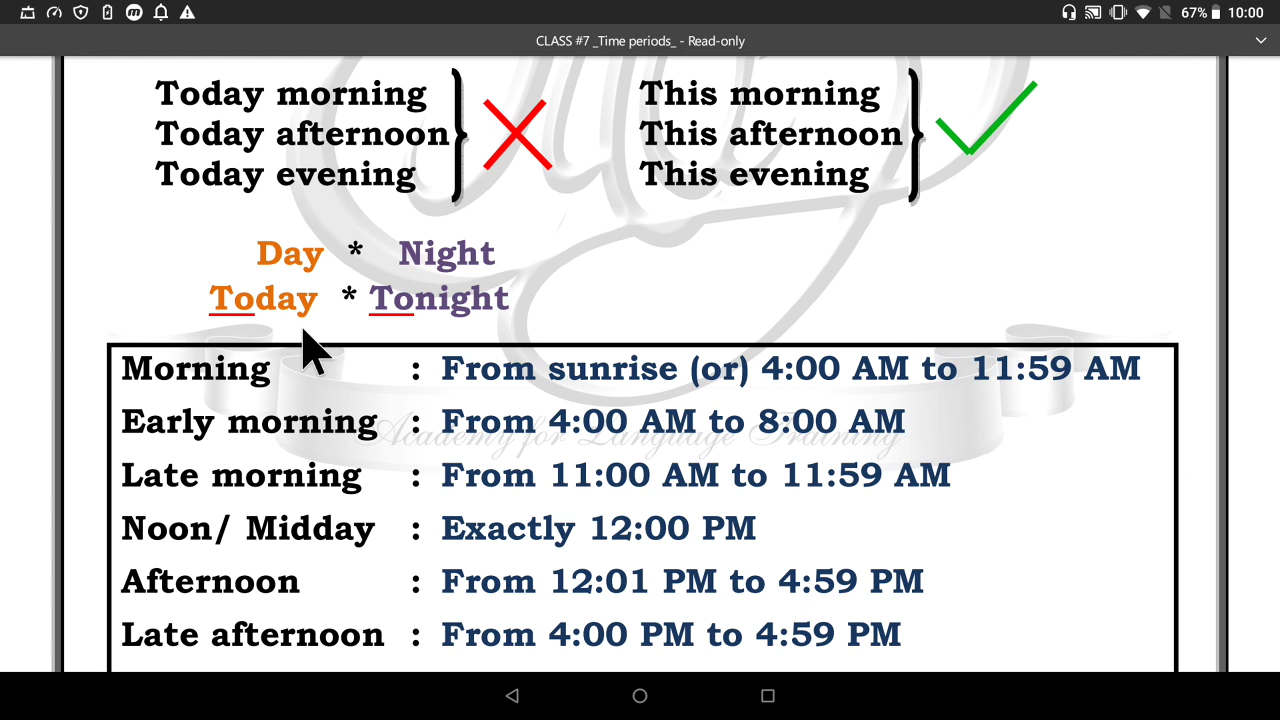 67% 10:00
CLASS #7 _Time periods_ - Read-only
Today morning
Today afternoon
Today evening
This morning
This afternoon
This evening
Day * Night
Today * Tonight
Morning : From sunrise (or) 4:00 AM to 11:59 AM
Early morning : From 4:00 AM to 8:00 AM
Academy for Language Training
Late morning : From 11:00 AM to 11:59 AM
Noon/ Midday : Exactly 12:00 PM
Afternoon : From 12:01 PM to 4:59 PM
Late afternoon : From 4:00 PM to 4:59 PM